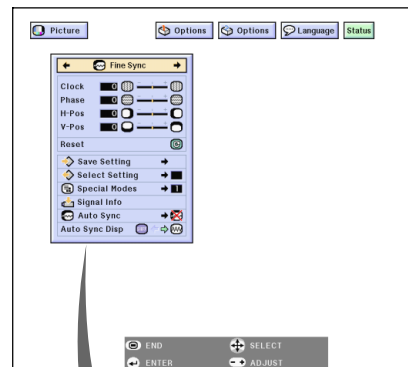 Picture
Options
Options
Language
Status
Fine Sync
Clock 0
Phase 0
H-Pos 0
V-Pos 0
Reset
Save Setting
Select Setting
Special Modes 1
Signal Info
Auto Sync
Auto Sync Disp
END
SELECT
ENTER
ADJUST